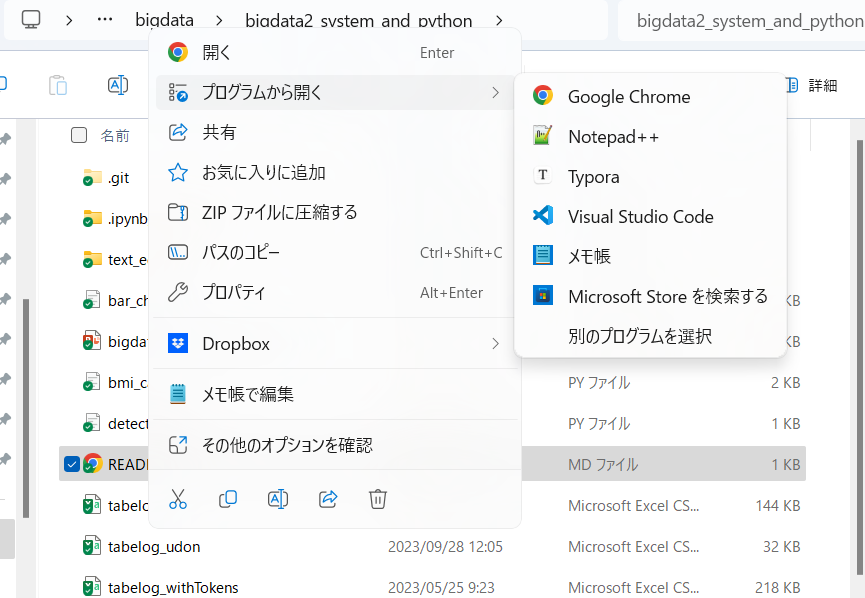 bigdata
bigdata2_system_and_python
bigdata2_system_and_python
詳細
名前
開く Enter
プログラムから開く
共有
お気に入りに追加
ZIP ファイルに圧縮する
パスのコピー Ctrl+Shift+C
プロパティ Alt+Enter
Dropbox
メモ帳で編集
その他のオプションを確認
Google Chrome
Notepad++
Typora
Visual Studio Code
メモ帳
Microsoft Store を検索する
別のプログラムを選択
.git
.ipynb
text_e
bar_ch KB
bigda KB
bmi_c PY ファイル 2 KB
detect PY ファイル 1 KB
READ MD ファイル 1 KB
tabelo Microsoft Excel CS... 144 KB
tabelog_udon 2023/09/28 12:05 Microsoft Excel CS... 32 KB
tabelog_withTokens 2023/05/25 9:23 Microsoft Excel CS... 218 KB